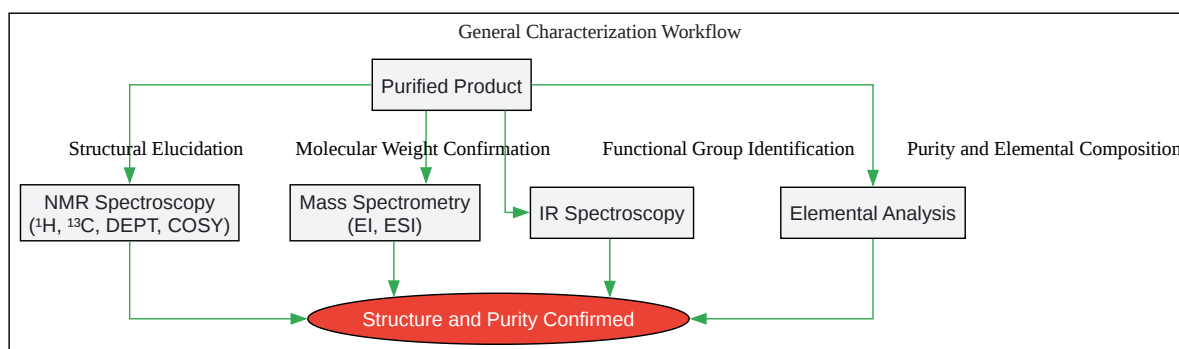 General Characterization Workflow
Purified Product
Structural Elucidation
Molecular Weight Confirmation
Functional Group Identification
Purity and Elemental Composition
NMR Spectroscopy
(¹H, ¹³C, DEPT, COSY)
Mass Spectrometry
(EI, ESI)
IR Spectroscopy
Elemental Analysis
Structure and Purity Confirmed